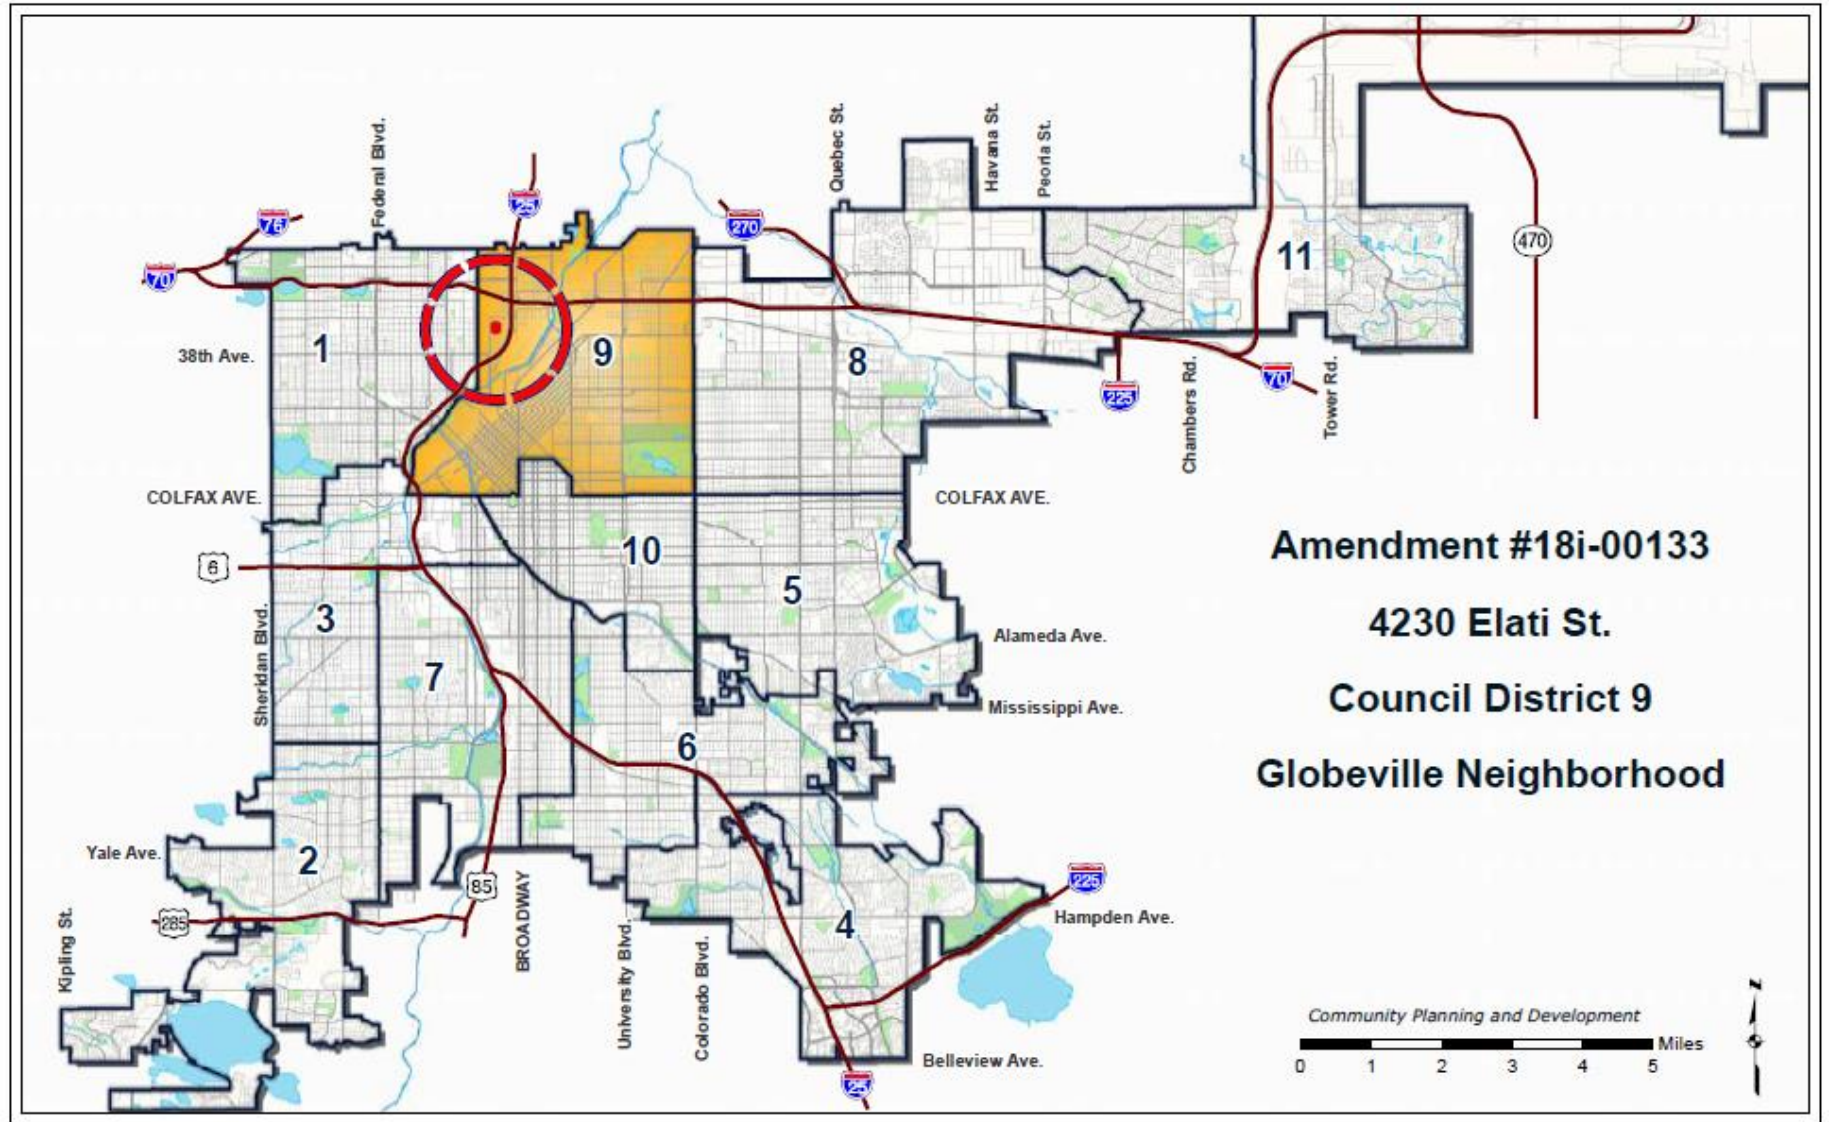 Federal Blvd.
Quebec St.
Havana St.
Peoria St.
25
76
270
70
470
11
1
9
8
38th Ave.
225
70
Chambers Rd.
Tower Rd.
COLFAX AVE.
COLFAX AVE.
10
6
5
3
Sheridan Blvd.
Alameda Ave.
7
Mississippi Ave.
6
Yale Ave.
2
85
285
225
4
Hampden Ave.
Kipling St.
BROADWAY
University Blvd.
Colorado Blvd.
Belleview Ave.
25
Amendment #18i-00133
4230 Elati St.
Council District 9
Globeville Neighborhood
Community Planning and Development
Miles
0 1 2 3 4 5
z